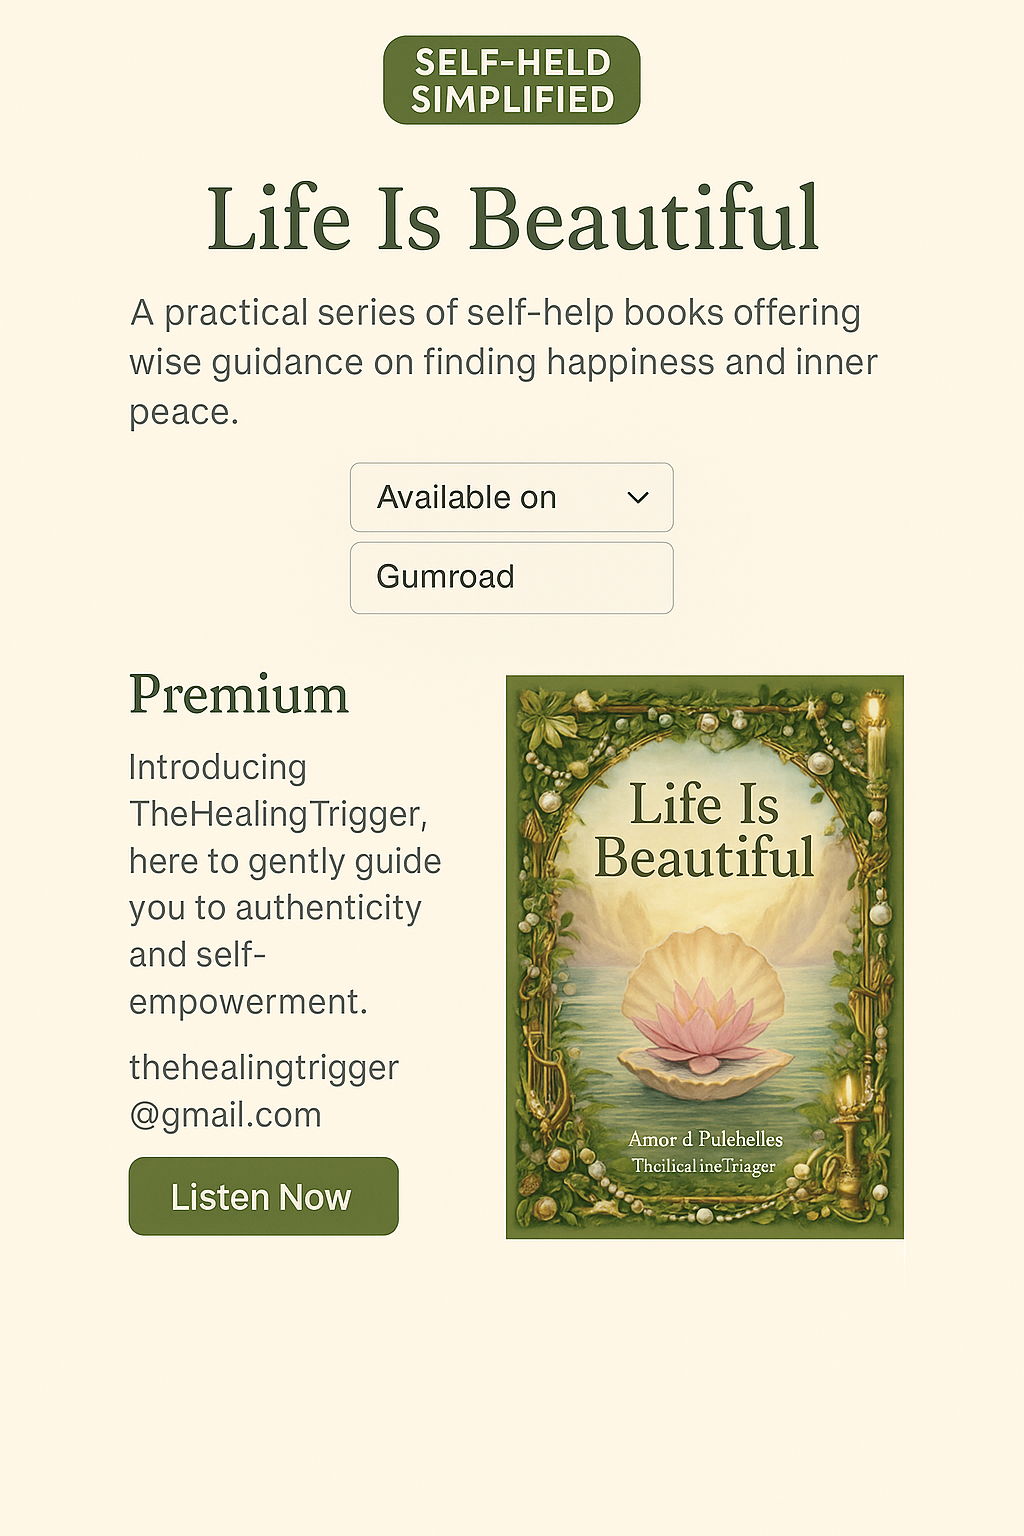 SELF-HELD
SIMPLIFIED
Life Is Beautiful
A practical series of self-help books offering
wise guidance on finding happiness and inner
peace.
Available on
Gumroad
Premium
Introducing
TheHealingTrigger,
here to gently guide
you to authenticity
and self-
empowerment.
thehealingtrigger
@gmail.com
Listen Now
Life Is
Beautiful
Amor d Pulehelles
ThcilicalineTriager